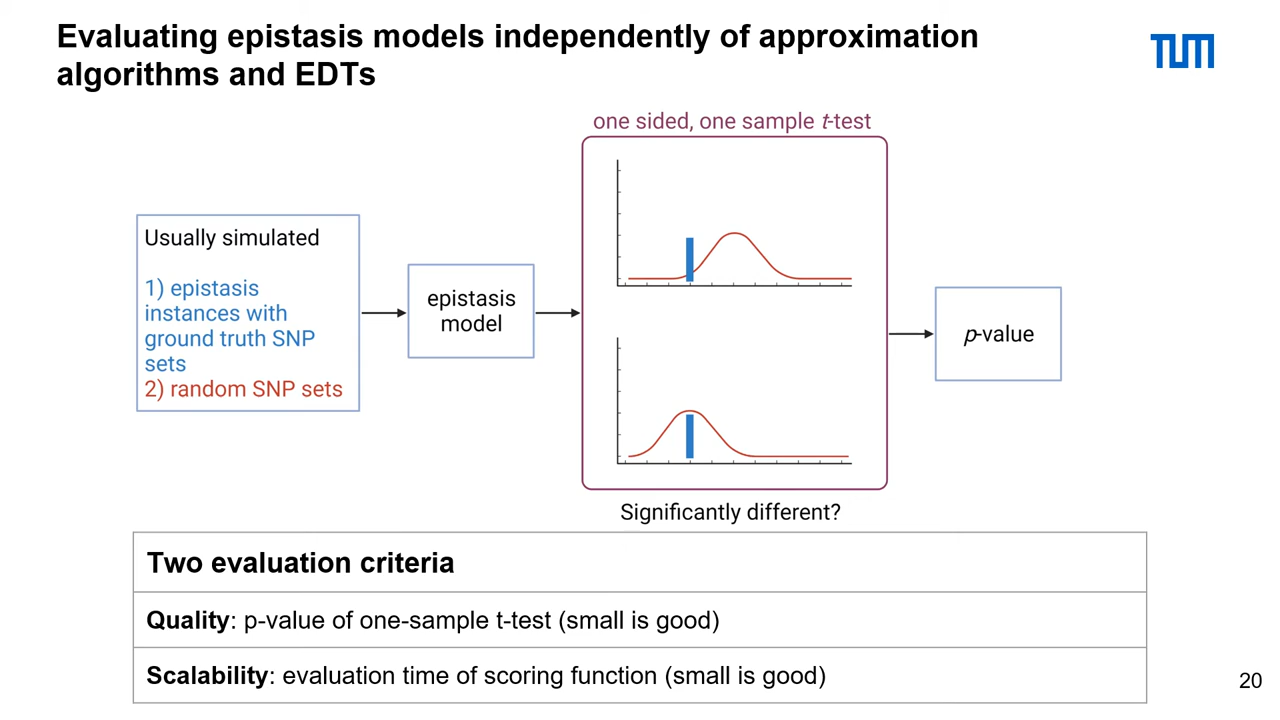 Evaluating epistasis models independently of approximation
algorithms and EDTs
TUM
one sided, one sample t-test
Usually simulated
1) epistasis
instances with
ground truth SNP
sets
2) random SNP sets
epistasis
model
p-value
Significantly different?
Two evaluation criteria
Quality: p-value of one-sample t-test (small is good)
Scalability: evaluation time of scoring function (small is good)
20